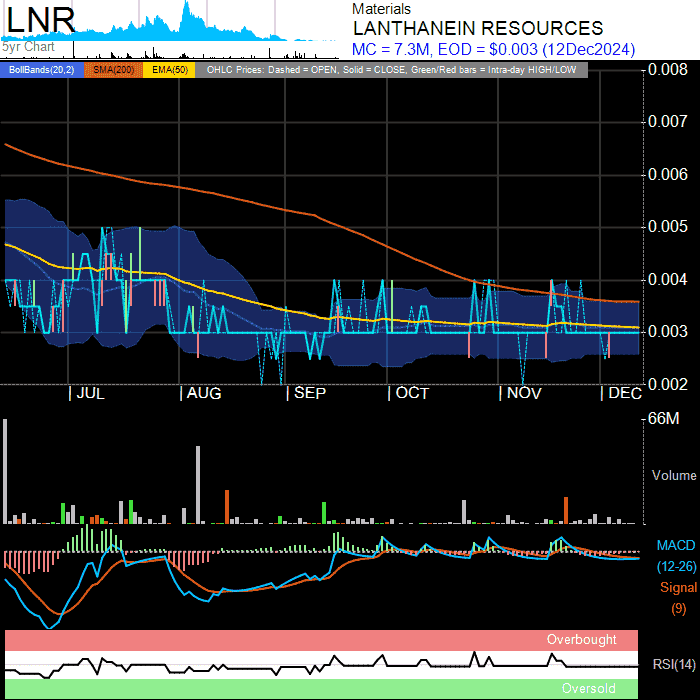 LNR
5yr Chart
Materials
LANTHANEIN RESOURCES
MC = 7.3M, EOD = $0.003 (12Dec2024)
BollBands(20,2) SMA(200) EMA(50) OHLC Prices: Dashed = OPEN, Solid = CLOSE, Green/Red bars = Intra-day HIGH/LOW
0.008
0.007
0.006
0.005
0.004
0.003
0.002
JUL AUG SEP OCT NOV DEC
66M
Volume
MACD
(12-26)
Signal
(9)
Overbought
RSI(14)
Oversold